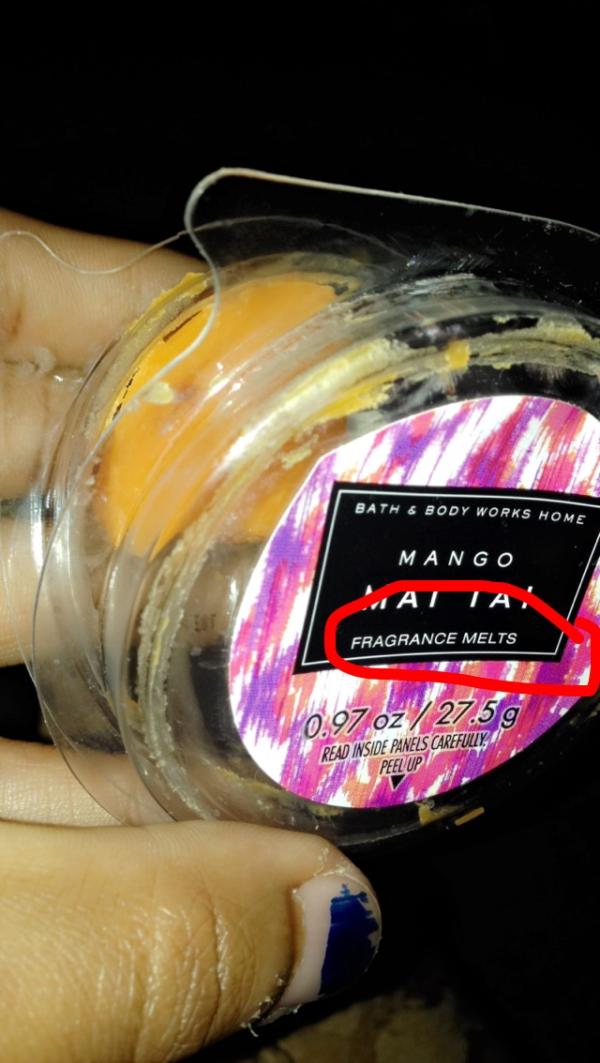 BATH & BODY WORKS HOME
MANGO
MAI TAI
FRAGRANCE MELTS
0.97 oz / 27.5 g
READ INSIDE PANELS CAREFULLY.
PEEL UP